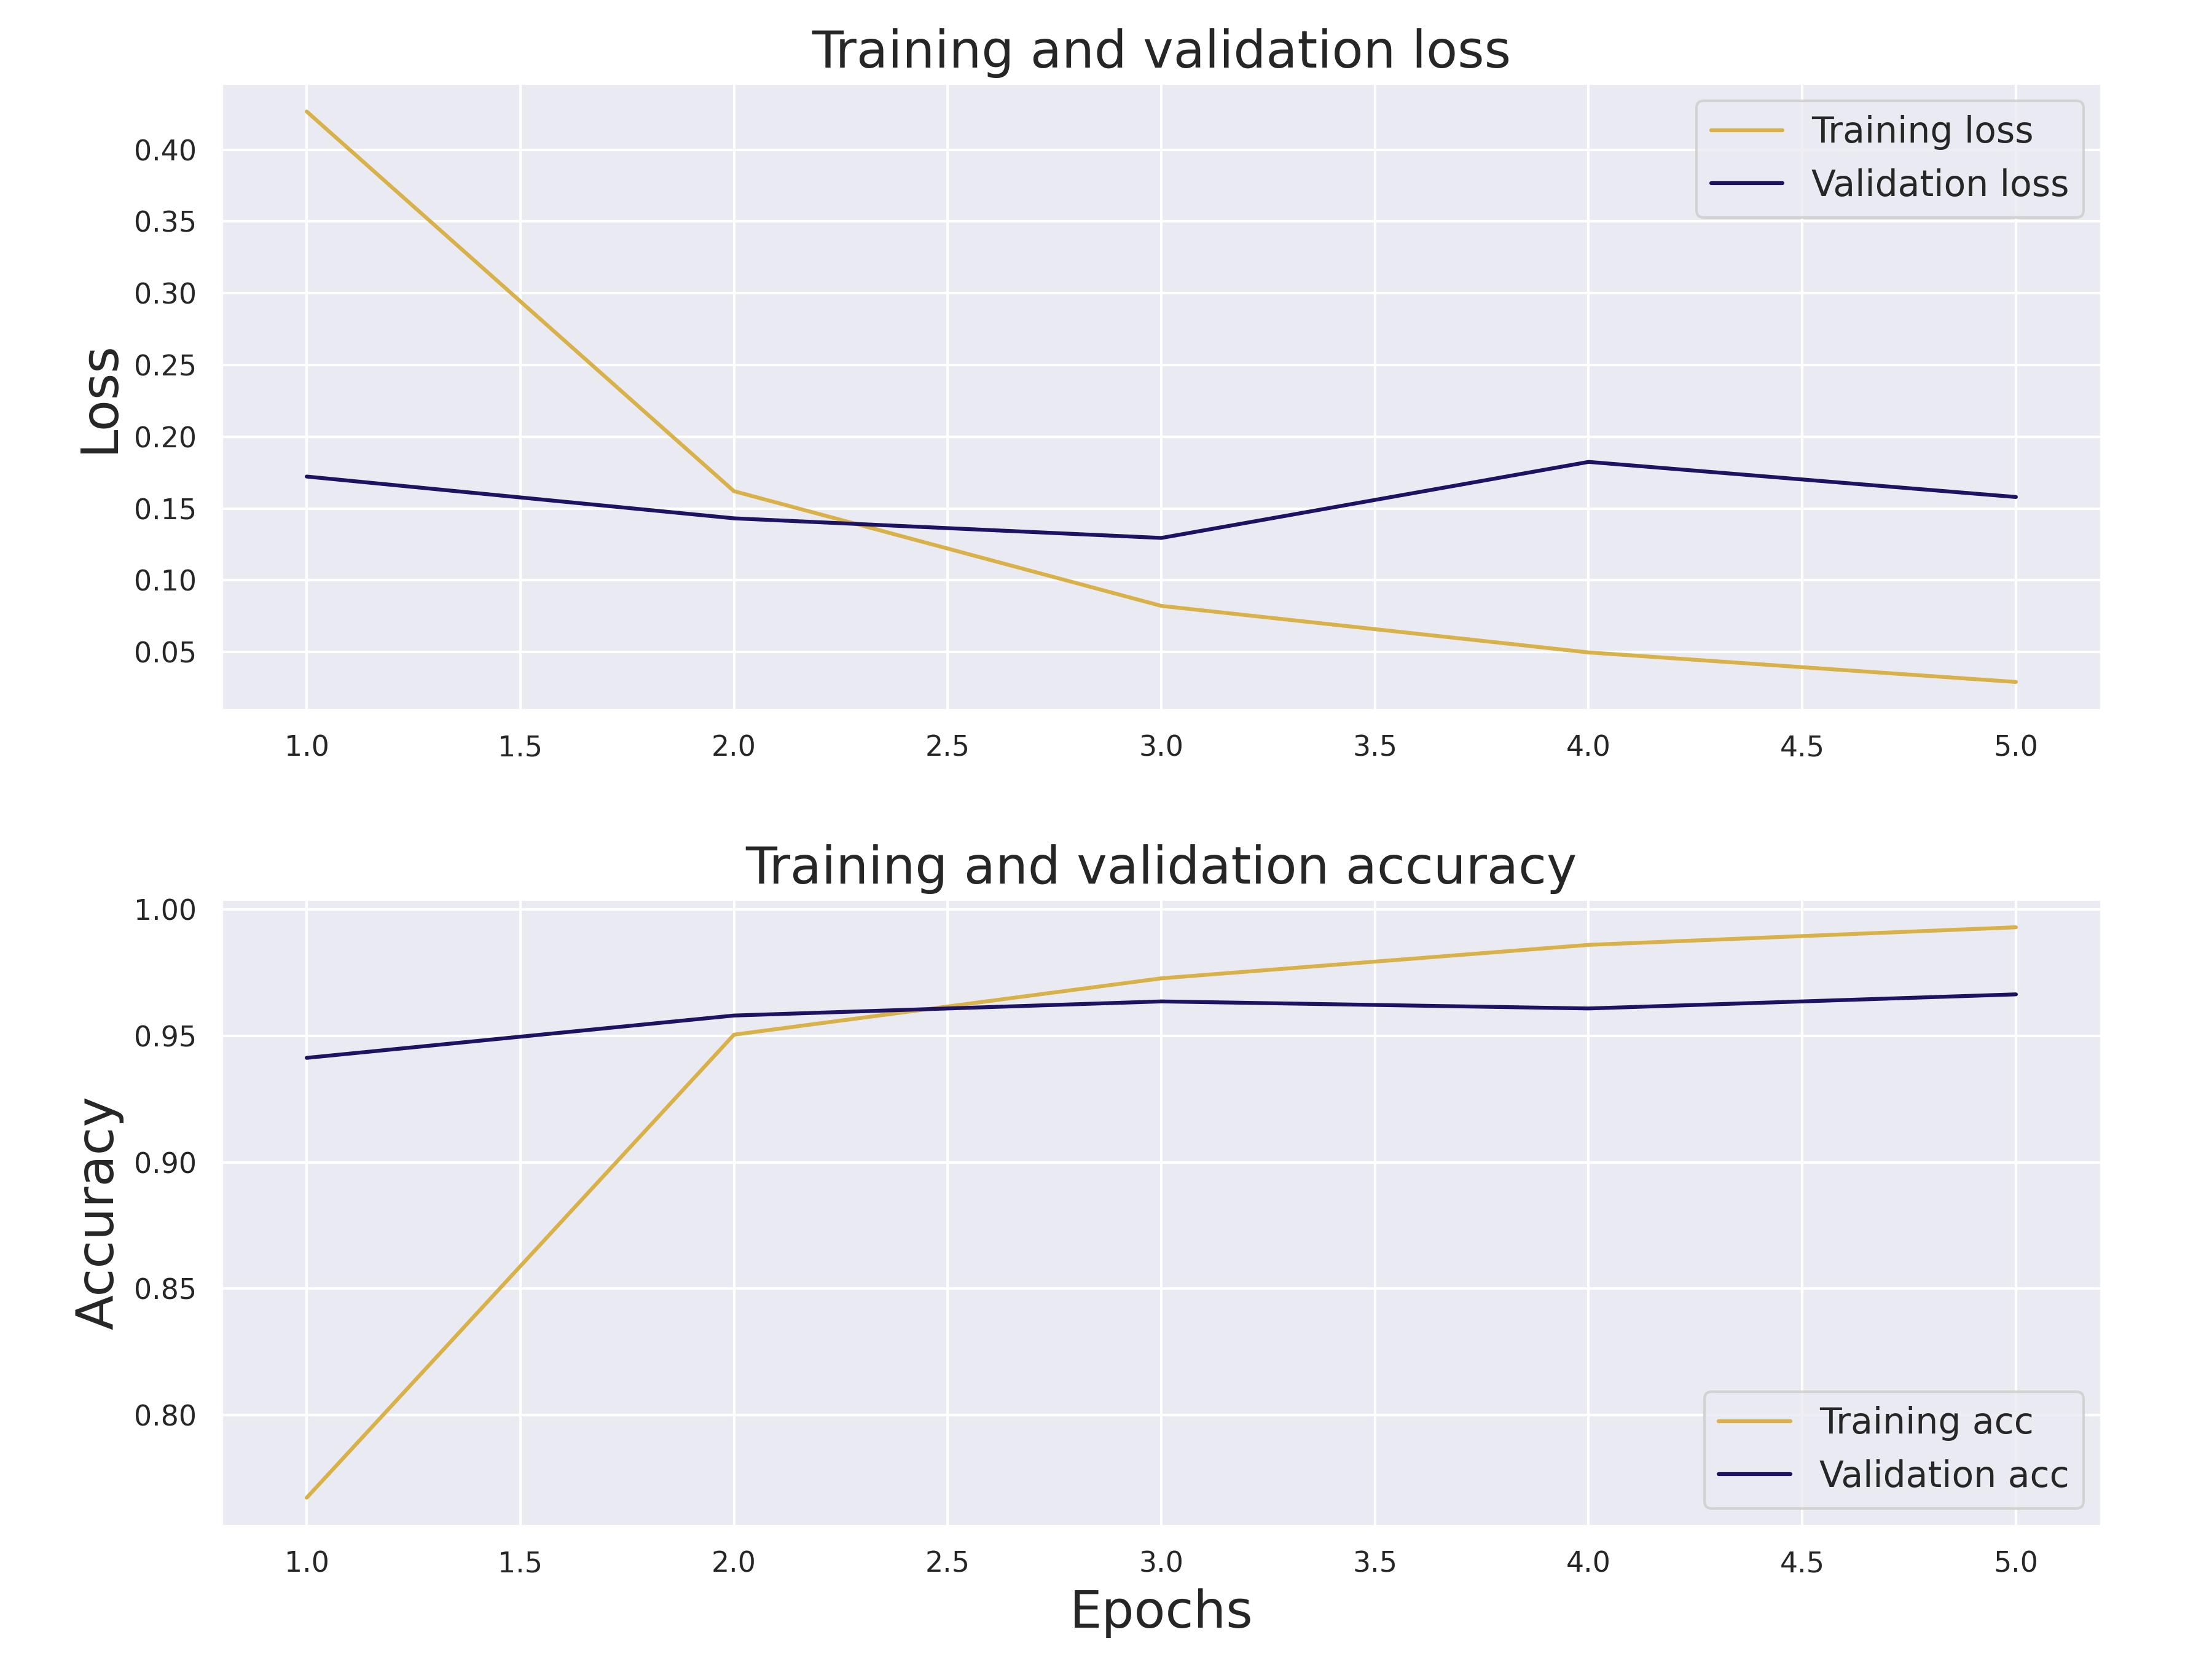 Training and validation loss
0.40
0.35
0.30
0.25
0.20
0.15
0.10
0.05
Loss
Training loss
Validation loss
1.0 1.5 2.0 2.5 3.0 3.5 4.0 4.5 5.0
Training and validation accuracy
1.00
0.95
0.90
0.85
0.80
Accuracy
Training acc
Validation acc
1.0 1.5 2.0 2.5 3.0 3.5 4.0 4.5 5.0
Epochs